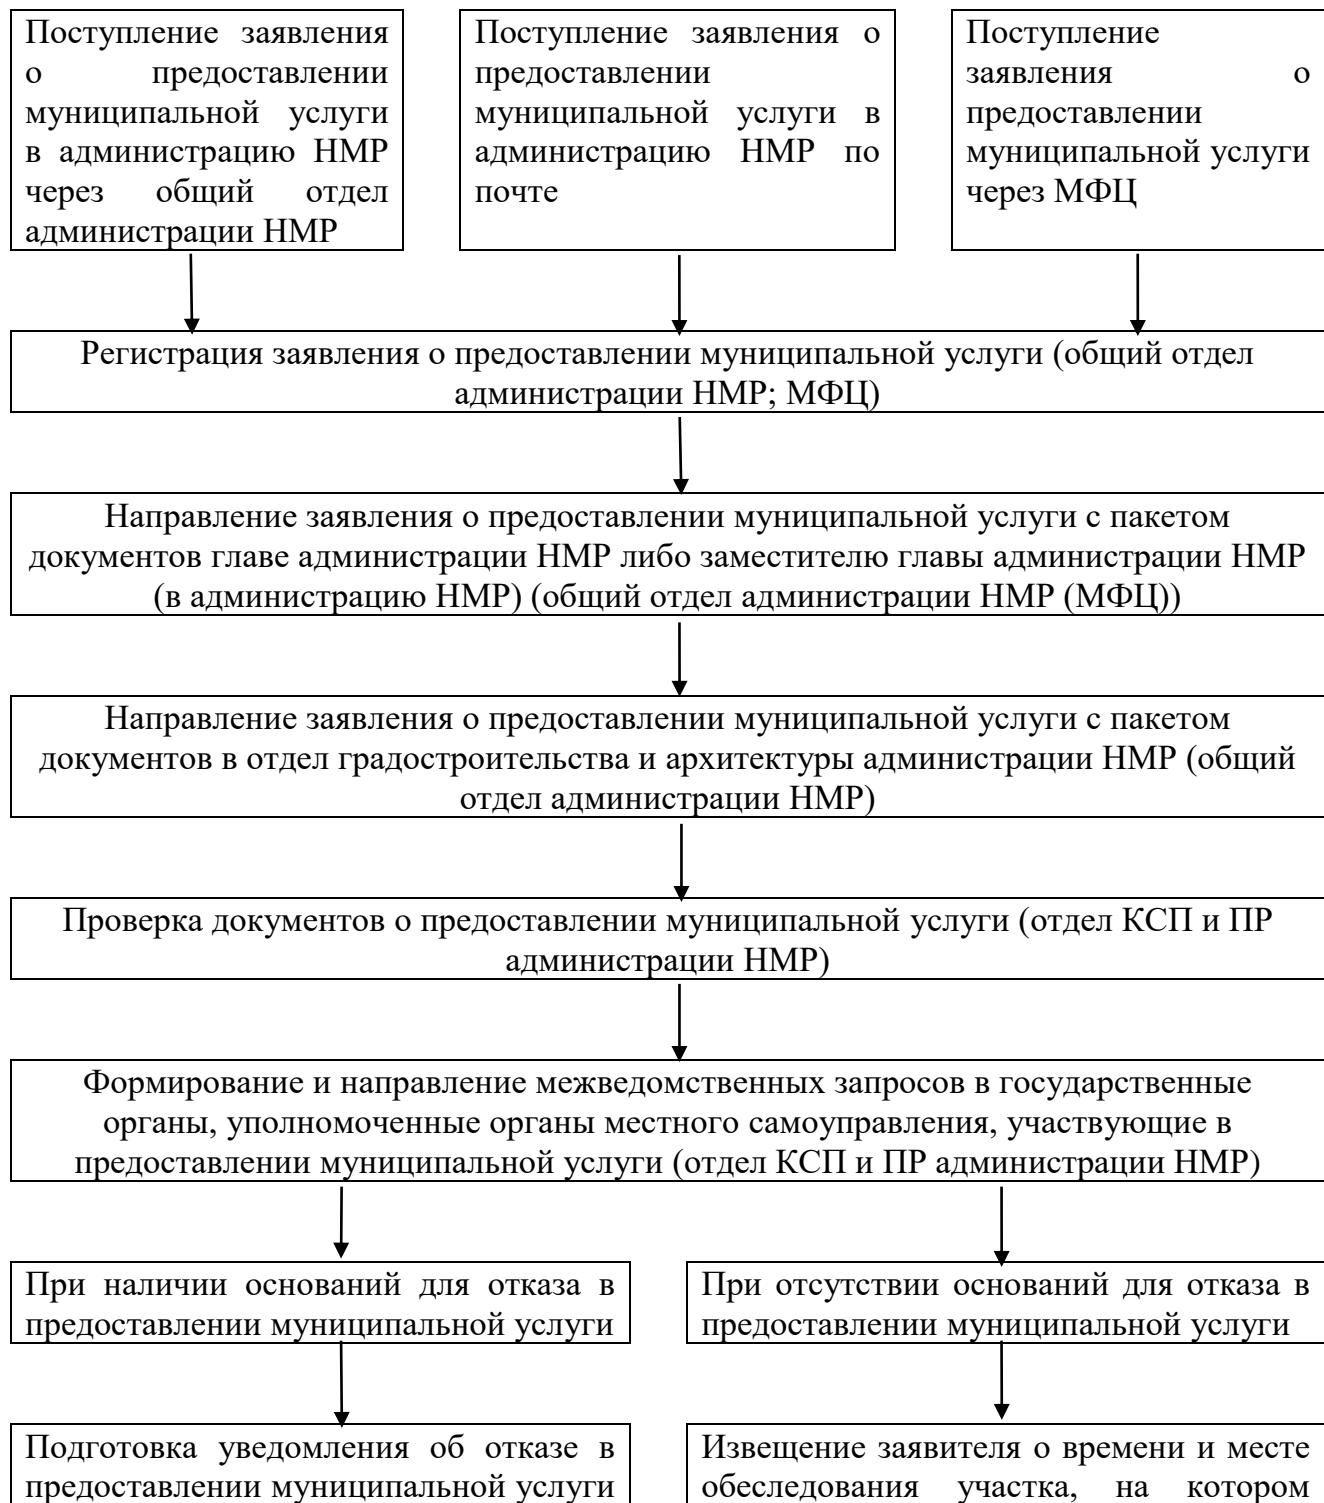 Поступление заявления
о предоставлении
муниципальной услуги
в администрацию НМР
через общий отдел
администрации НМР
Поступление заявления о
предоставлении
муниципальной услуги в
администрацию НМР по
почте
Поступление
заявления о
предоставлении
муниципальной услуги
через МФЦ
Регистрация заявления о предоставлении муниципальной услуги (общий отдел
администрации НМР; МФЦ)
Направление заявления о предоставлении муниципальной услуги с пакетом
документов главе администрации НМР либо заместителю главы администрации НМР
(в администрацию НМР) (общий отдел администрации НМР (МФЦ))
Направление заявления о предоставлении муниципальной услуги с пакетом
документов в отдел градостроительства и архитектуры администрации НМР (общий
отдел администрации НМР)
Проверка документов о предоставлении муниципальной услуги (отдел КСП и ПР
администрации НМР)
Формирование и направление межведомственных запросов в государственные
органы, уполномоченные органы местного самоуправления, участвующие в
предоставлении муниципальной услуги (отдел КСП и ПР администрации НМР)
При наличии оснований для отказа в
предоставлении муниципальной услуги
При отсутствии оснований для отказа в
предоставлении муниципальной услуги
Подготовка уведомления об отказе в
предоставлении муниципальной услуги
Извещение заявителя о времени и месте
обеследования участка, на котором